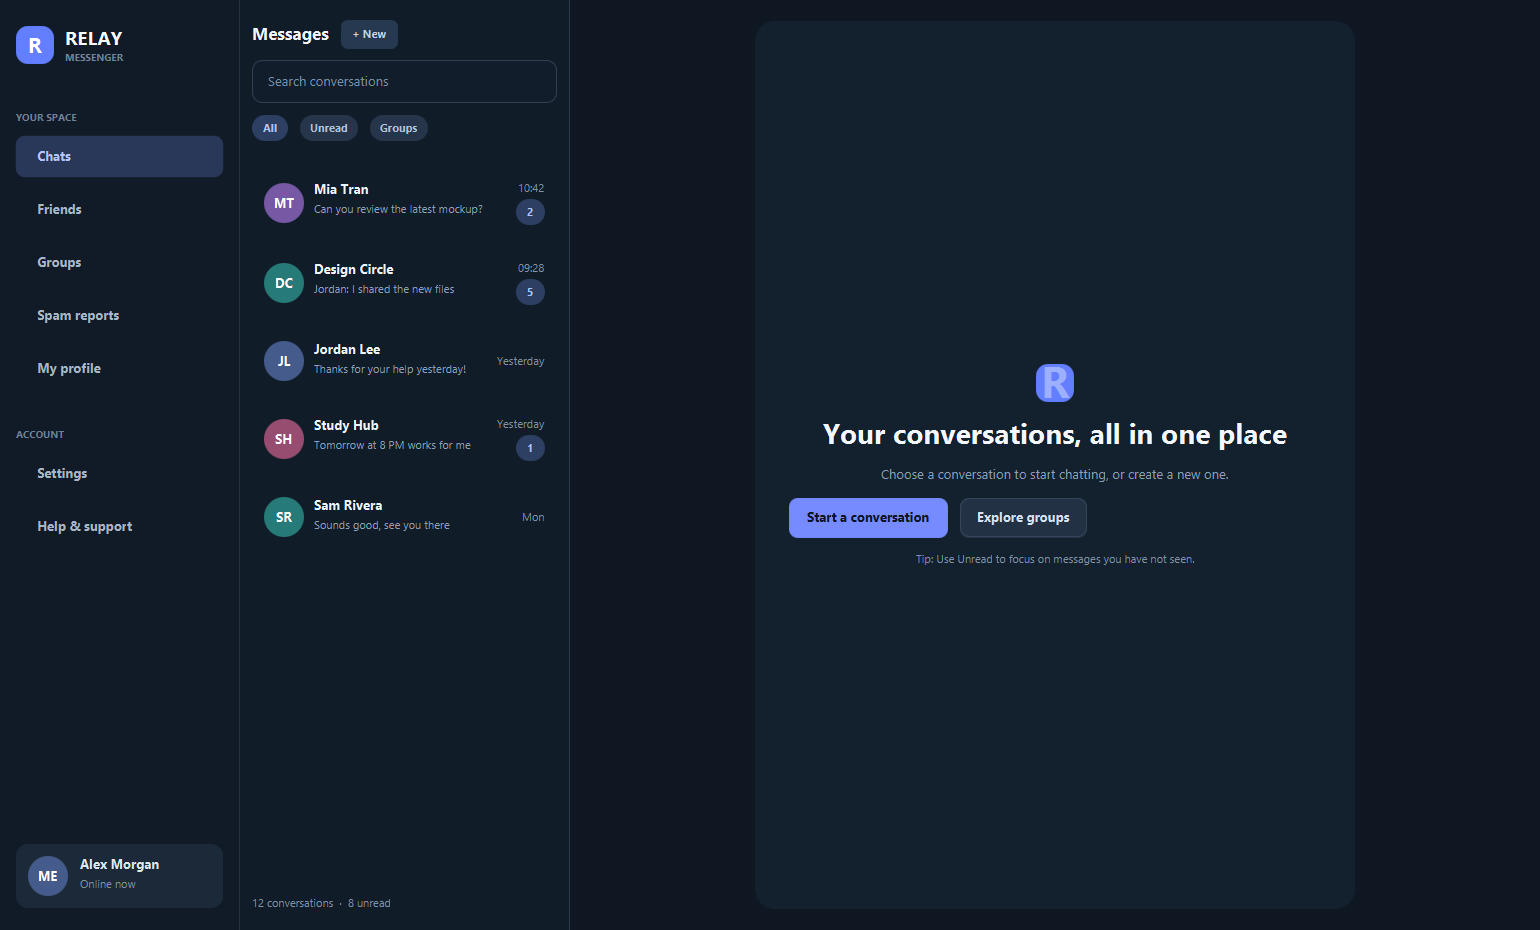 R
RELAY
MESSENGER
YOUR SPACE
Chats
Friends
Groups
Spam reports
My profile
ACCOUNT
Settings
Help & support
ME
Alex Morgan
Online now
Messages
+ New
Search conversations
All
Unread
Groups
MT
Mia Tran
10:42
Can you review the latest mockup?
2
DC
Design Circle
09:28
Jordan: I shared the new files
5
JL
Jordan Lee
Thanks for your help yesterday!
Yesterday
SH
Study Hub
Yesterday
Tomorrow at 8 PM works for me
1
SR
Sam Rivera
Sounds good, see you there
Mon
12 conversations · 8 unread
R
Your conversations, all in one place
Choose a conversation to start chatting, or create a new one.
Start a conversation
Explore groups
Tip: Use Unread to focus on messages you have not seen.